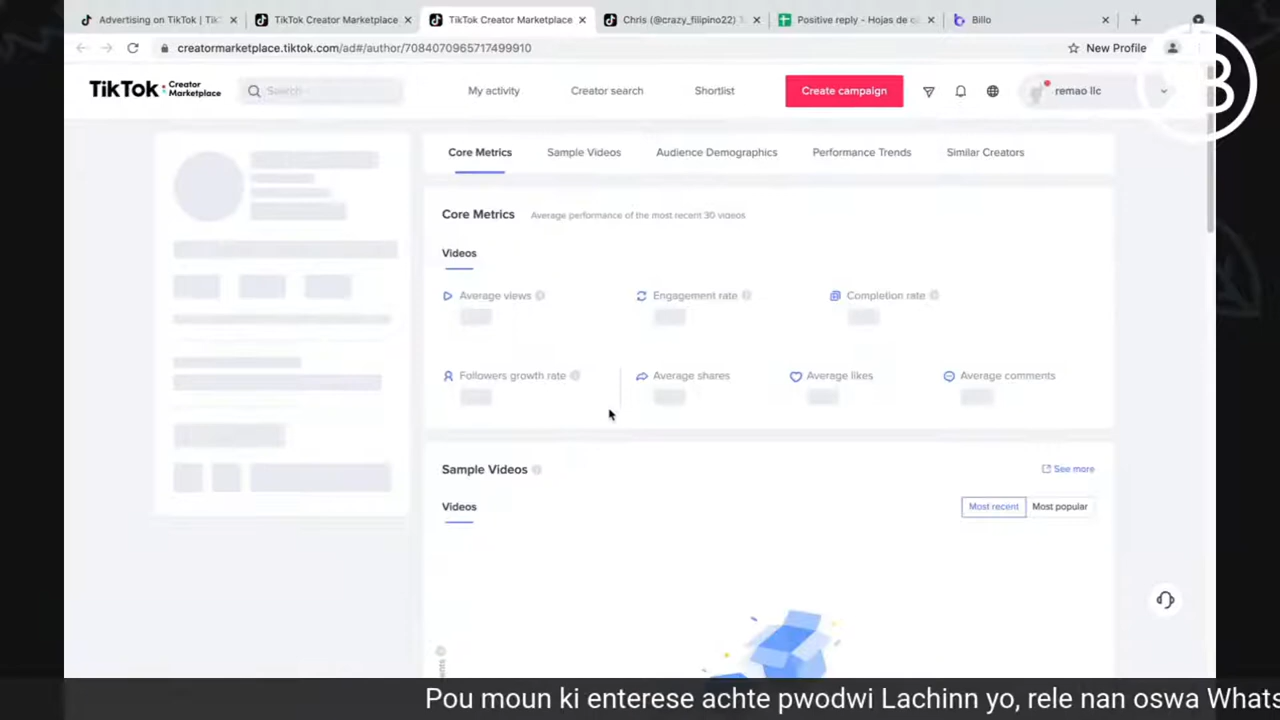 Advertising on TikTok | Tik
TikTok Creator Marketplace
TikTok Creator Marketplace
Chris (@crazy_filipino22)
Positive reply - Hojas de
Billo
creatormarketplace.tiktok.com/ad#/author/7084070965717499910
New Profile
TikTok: Creator Marketplace
Search
My activity
Creator search
Shortlist
Create campaign
remao llc
B
Core Metrics
Sample Videos
Audience Demographics
Performance Trends
Similar Creators
Core Metrics Average performance of the most recent 30 videos
Videos
Average views
Engagement rate
Completion rate
Followers growth rate
Average shares
Average likes
Average comments
Sample Videos
See more
Videos
Most recent
Most popular
Pou moun ki enterese achte pwodwi Lachinn yo, rele nan oswa Whats